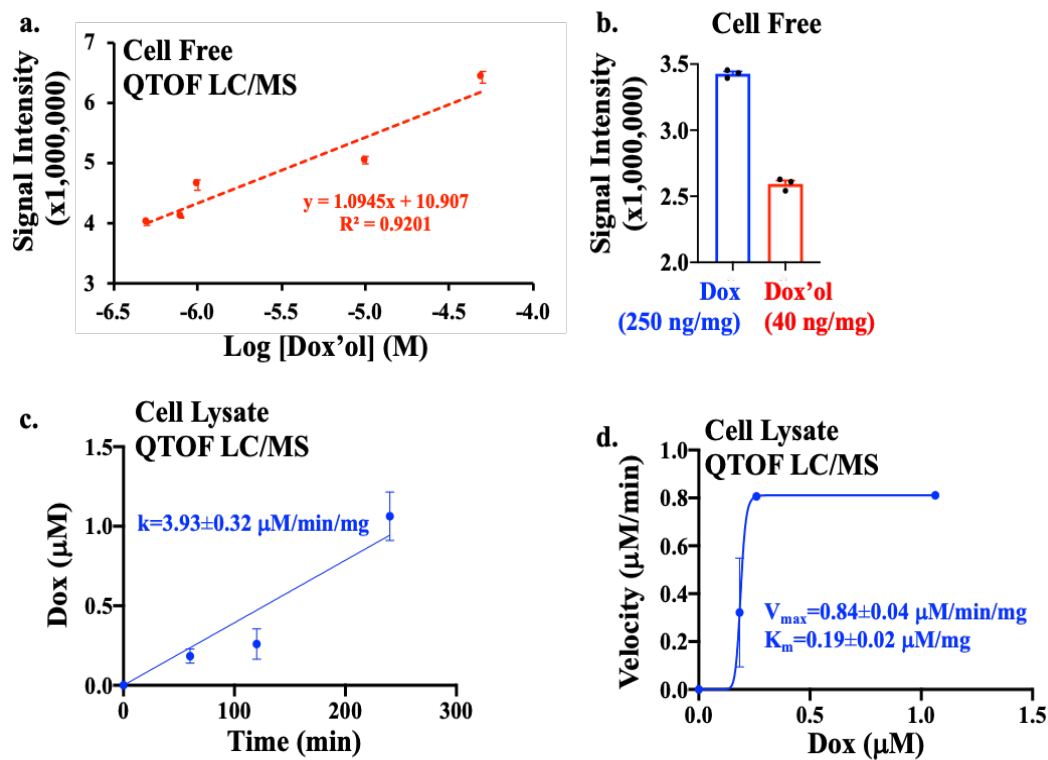 a.
Cell Free
QTOF LC/MS
Signal Intensity
(x1,000,000)
7
6
5
4
3
y = 1.0945x + 10.907
R² = 0.9201
-6.5 -6.0 -5.5 -5.0 -4.5 -4.0
Log [Dox'ol] (M)
b.
Cell Free
Signal Intensity
(x1,000,000)
3.5
3.0
2.5
2.0
Dox Dox'ol
(250 ng/mg) (40 ng/mg)
c.
Cell Lysate
QTOF LC/MS
Dox (µM)
1.5
1.0
0.5
0.0
k=3.93±0.32 µM/min/mg
0 100 200 300
Time (min)
d.
Cell Lysate
QTOF LC/MS
Velocity (µM/min)
1.0
0.8
0.6
0.4
0.2
0.0
Vmax=0.84±0.04 µM/min/mg
Km=0.19±0.02 µM/mg
0.0 0.5 1.0 1.5
Dox (µM)